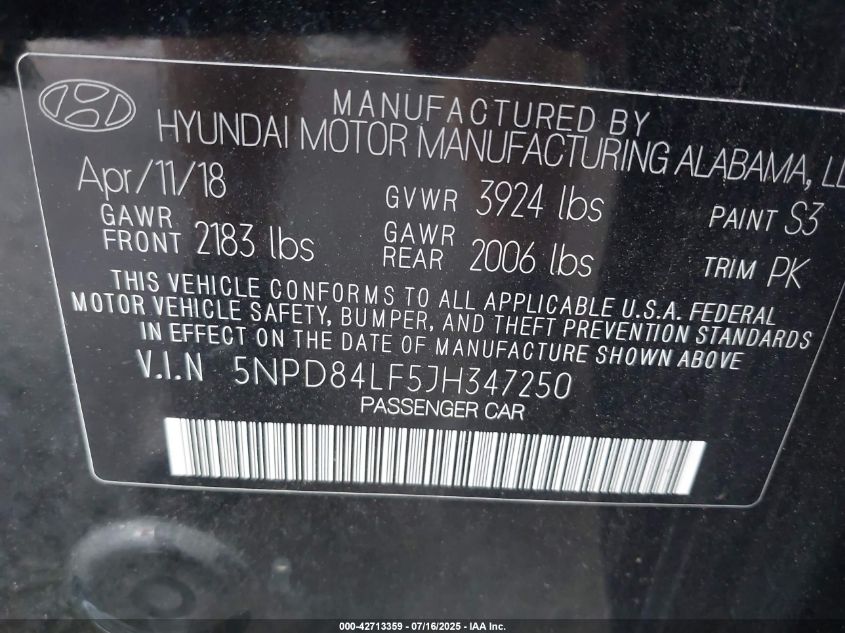 MANUFACTURED BY
HYUNDAI MOTOR MANUFACTURING ALABAMA, LL
Apr/11/18 GVWR 3924 lbs PAINT S3
GAWR FRONT 2183 lbs GAWR REAR 2006 lbs TRIM PK
THIS VEHICLE CONFORMS TO ALL APPLICABLE U.S.A. FEDERAL
MOTOR VEHICLE SAFETY, BUMPER, AND THEFT PREVENTION STANDARDS
IN EFFECT ON THE DATE OF MANUFACTURE SHOWN ABOVE
V.I.N 5NPD84LF5JH347250
PASSENGER CAR
000-42713359 - 07/16/2025 - IAA Inc.